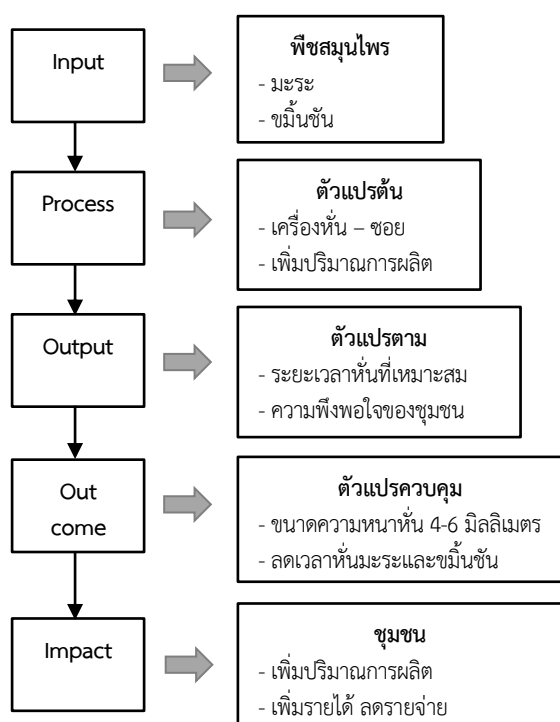 Input
พืชสมุนไพร
- มะระ
- ขมิ้นชัน
Process
ตัวแปรต้น
- เครื่องหั่น – ซอย
- เพิ่มปริมาณการผลิต
Output
ตัวแปรตาม
- ระยะเวลาหั่นที่เหมาะสม
- ความพึงพอใจของชุมชน
Out
come
ตัวแปรควบคุม
- ขนาดความหนาหั่น 4-6 มิลลิเมตร
- ลดเวลาหั่นมะระและขมิ้นชัน
Impact
ชุมชน
- เพิ่มปริมาณการผลิต
- เพิ่มรายได้ ลดรายจ่าย